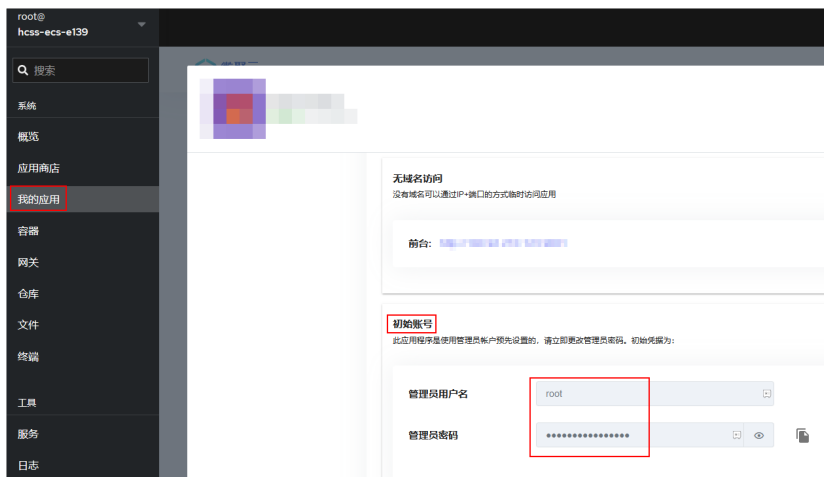 root@
hcss-ecs-e139
搜索
系统
概览
应用商店
我的应用
容器
网关
仓库
文件
终端
工具
服务
日志
无域名访问
没有域名可以通过IP+端口的方式临时访问应用
前台:
初始账号
此应用程序是使用管理员帐户预先设置的，请立即更改管理员密码。初始凭据为:
管理员用户名
root
管理员密码
••••••••••••••••